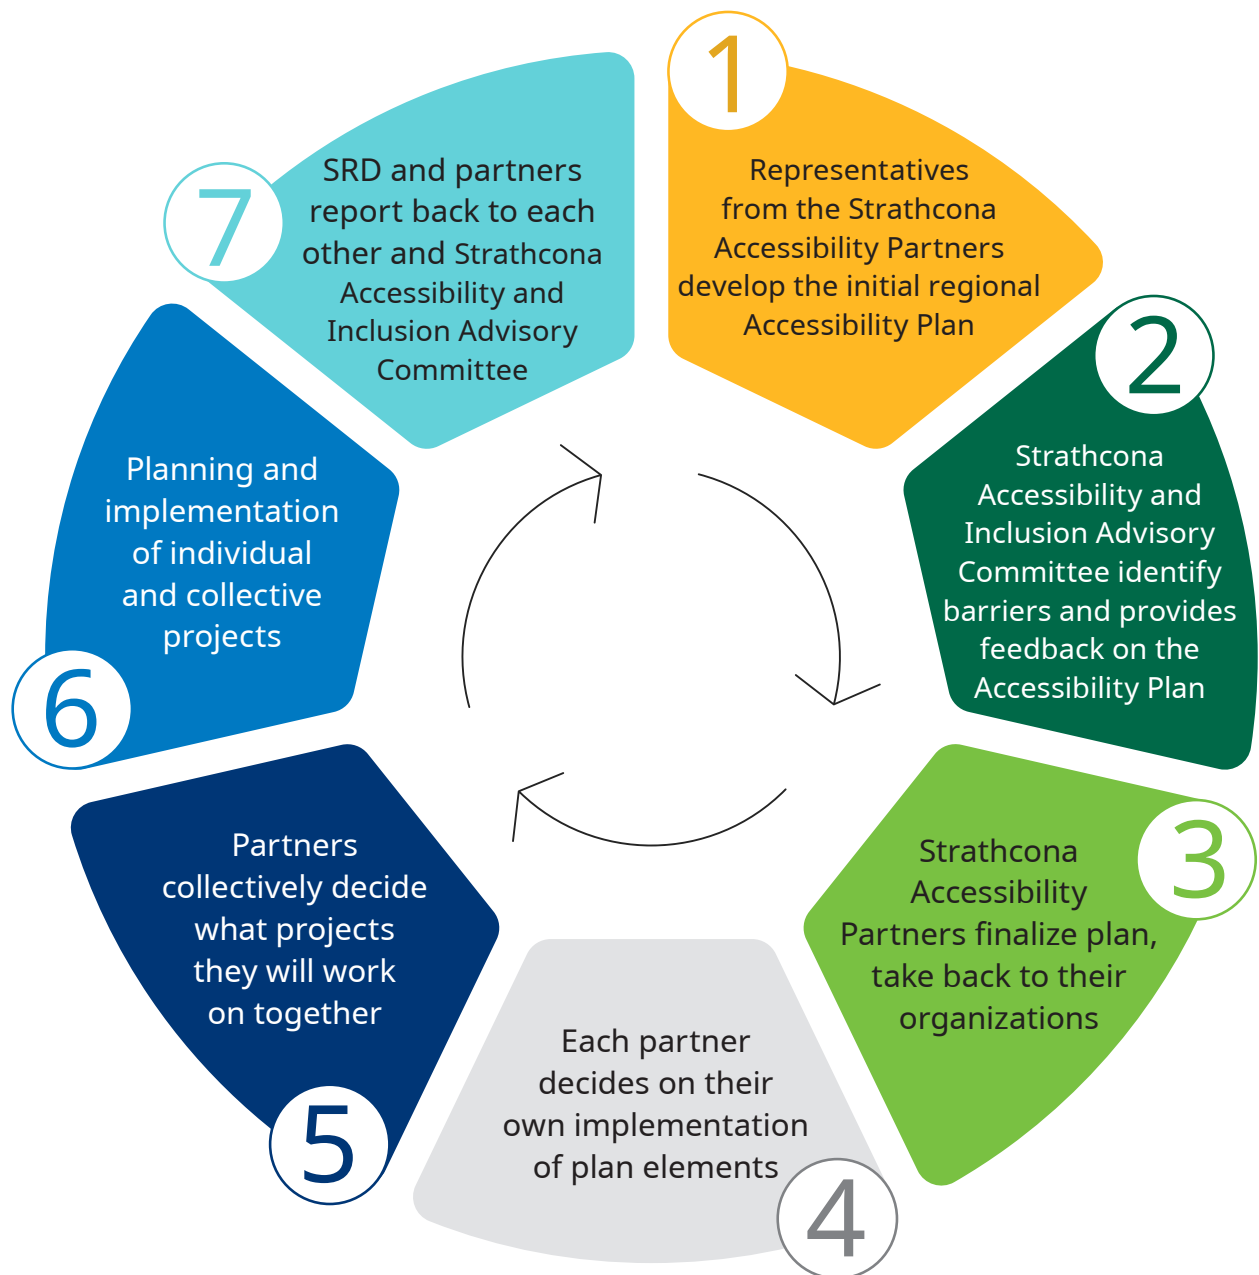 1
Representatives
from the Strathcona
Accessibility Partners
develop the initial regional
Accessibility Plan
2
Strathcona
Accessibility and
Inclusion Advisory
Committee identify
barriers and provides
feedback on the
Accessibility Plan
3
Strathcona
Accessibility
Partners finalize plan,
take back to their
organizations
4
Each partner
decides on their
own implementation
of plan elements
5
Partners
collectively decide
what projects
they will work
on together
6
Planning and
implementation
of individual
and collective
projects
7
SRD and partners
report back to each
other and Strathcona
Accessibility and
Inclusion Advisory
Committee